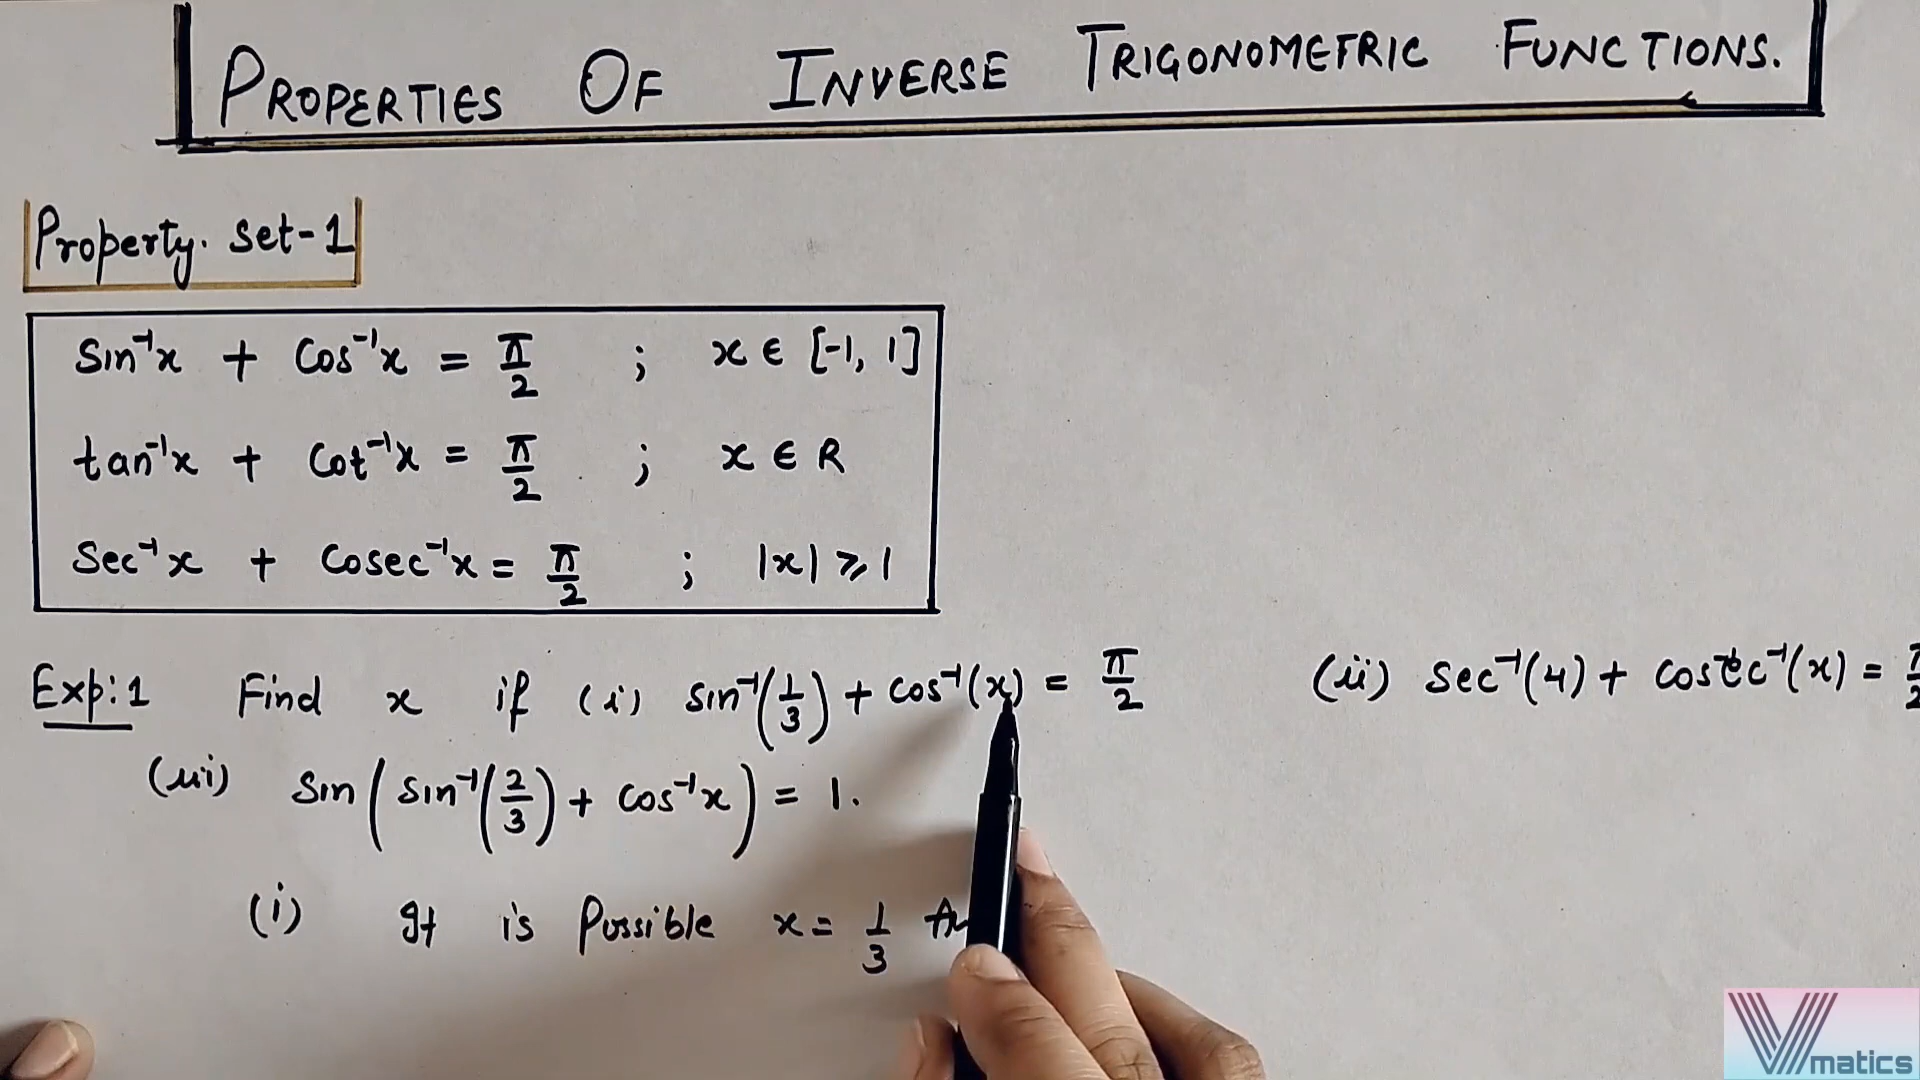 PROPERTIES OF INVERSE TRIGONOMETRIC FUNCTIONS.
Property. Set-1
Sin⁻¹x + Cos⁻¹x = π/2 ; x ∈ [-1, 1]
tan⁻¹x + Cot⁻¹x = π/2 ; x ∈ R
Sec⁻¹x + Cosec⁻¹x = π/2 ; |x| ≥ 1
Exp:1 Find x if (i) sin⁻¹(1/3) + cos⁻¹(x) = π/2 (ii) sec⁻¹(4) + cosec⁻¹(x) = π/2
(iii) Sin(Sin⁻¹(2/3) + cos⁻¹x) = 1.
(i) It is Possible x = 1/3
Vmatics